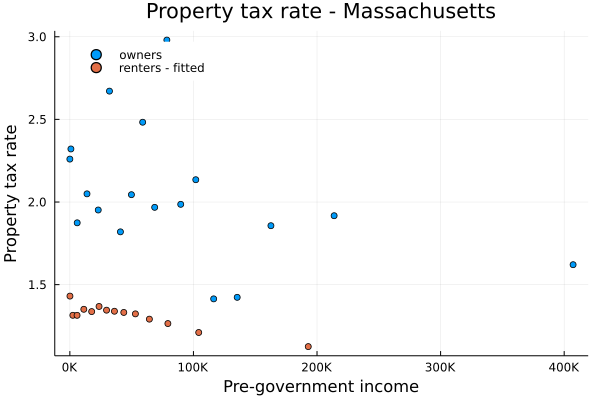 Property tax rate - Massachusetts
owners
renters - fitted
Property tax rate
3.0
2.5
2.0
1.5
0K 100K 200K 300K 400K
Pre-government income